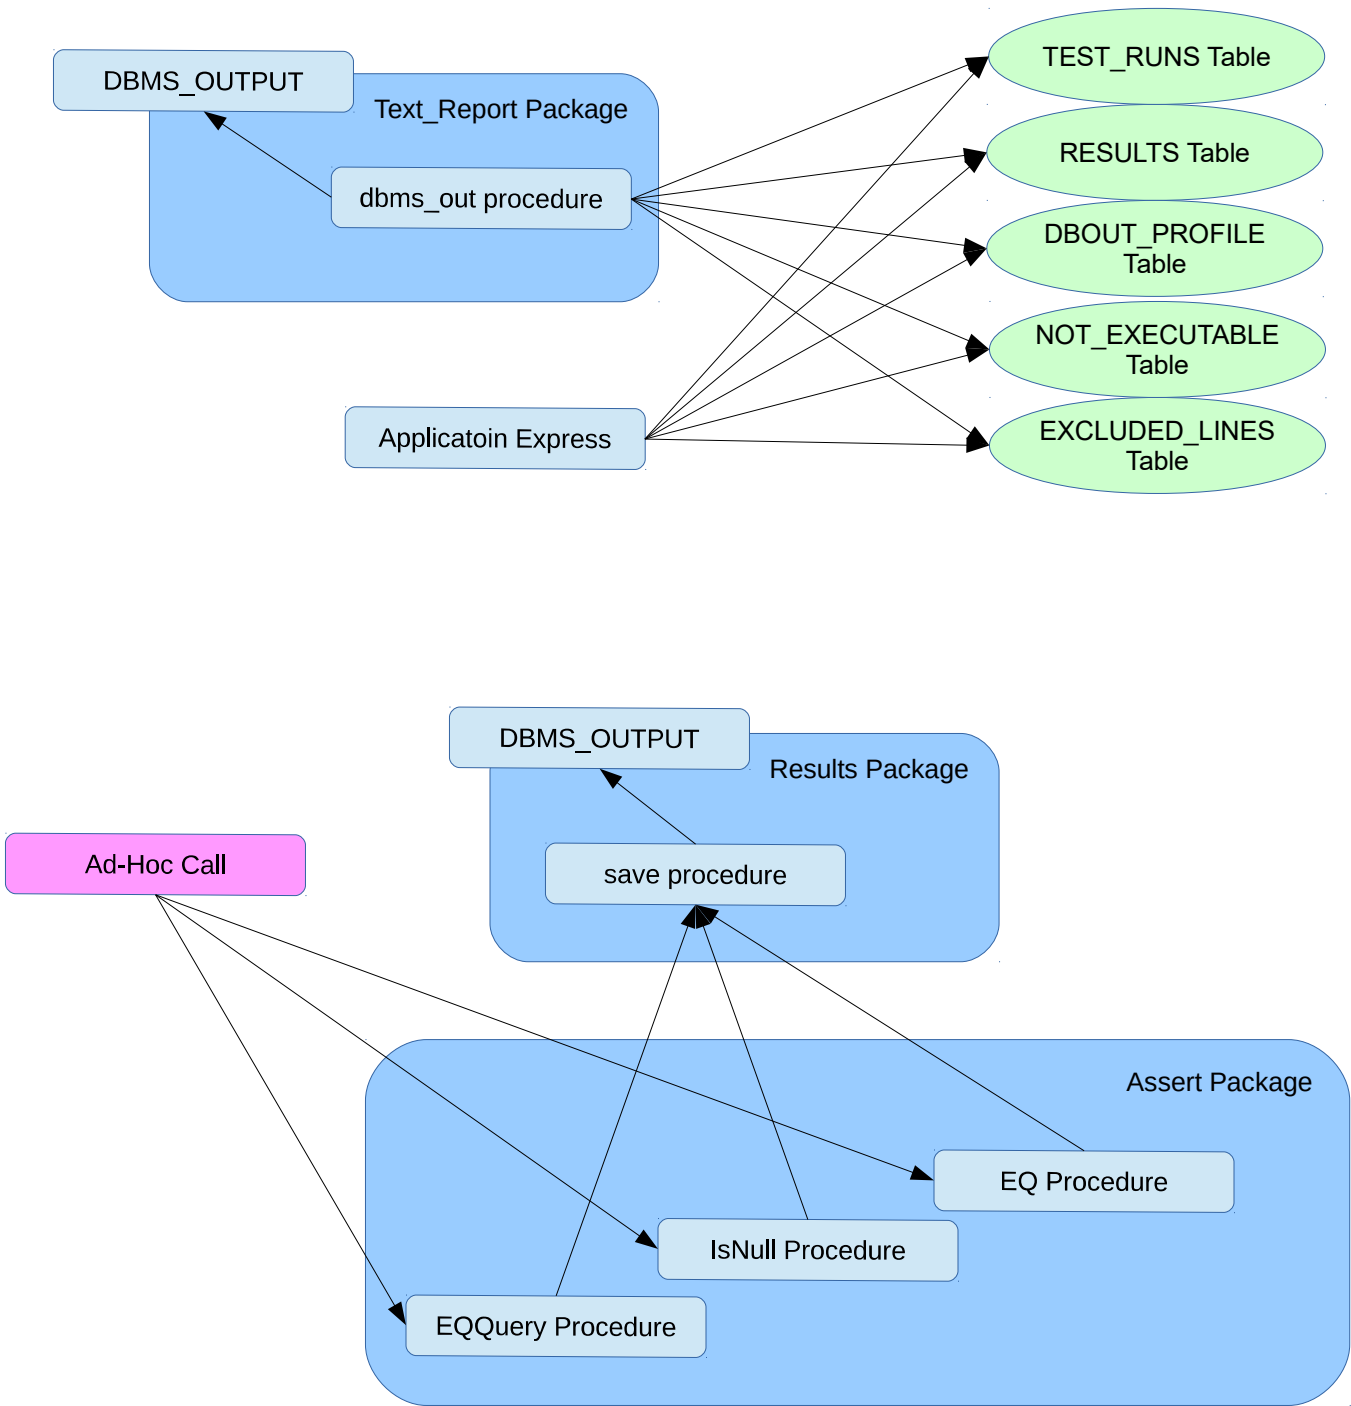 TEST_RUNS Table
DBMS_OUTPUT
Text_Report Package
RESULTS Table
dbms_out procedure
DBOUT_PROFILE
Table
NOT_EXECUTABLE
Table
Applicatoin Express
EXCLUDED_LINES
Table
DBMS_OUTPUT
Results Package
Ad-Hoc Call
save procedure
Assert Package
EQ Procedure
IsNull Procedure
EQQuery Procedure